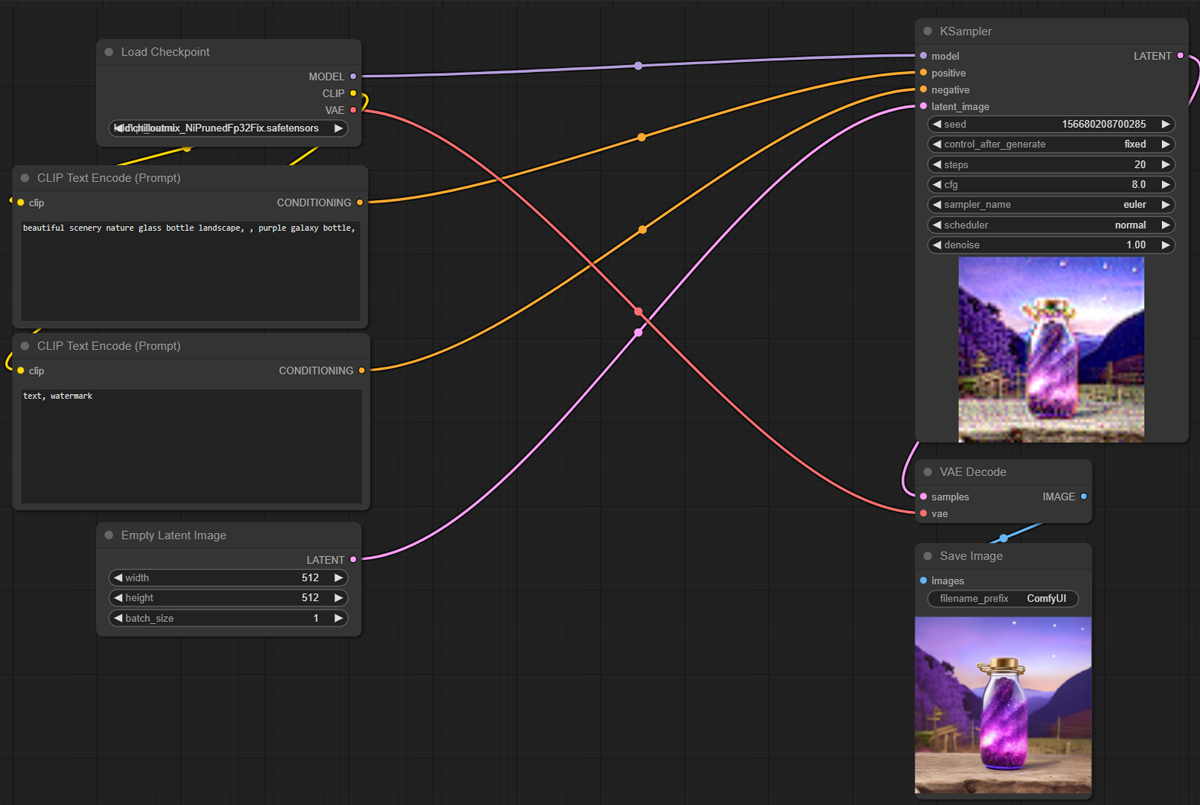 Load Checkpoint
MODEL
CLIP
VAE
chilloutmix_NiPrunedFp32Fix.safetensors
CLIP Text Encode (Prompt)
clip CONDITIONING
beautiful scenery nature glass bottle landscape, , purple galaxy bottle,
CLIP Text Encode (Prompt)
clip CONDITIONING
text, watermark
Empty Latent Image
LATENT
width 512
height 512
batch_size 1
KSampler
model LATENT
positive
negative
latent_image
seed 156680208700285
control_after_generate fixed
steps 20
cfg 8.0
sampler_name euler
scheduler normal
denoise 1.00
VAE Decode
samples IMAGE
vae
Save Image
images
filename_prefix ComfyUI